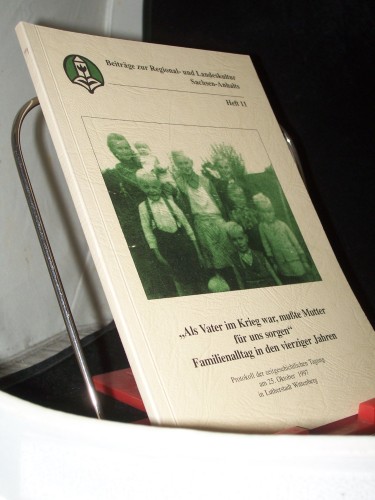 Beiträge zur Regional- und Landeskultur
Sachsen-Anhalts
Heft 11
„Als Vater im Krieg war, mußte Mutter
für uns sorgen“
Familienalltag in den vierziger Jahren
Protokoll der zeitgeschichtlichen Tagung
am 25. Oktober 1997
in Lutherstadt Wittenberg